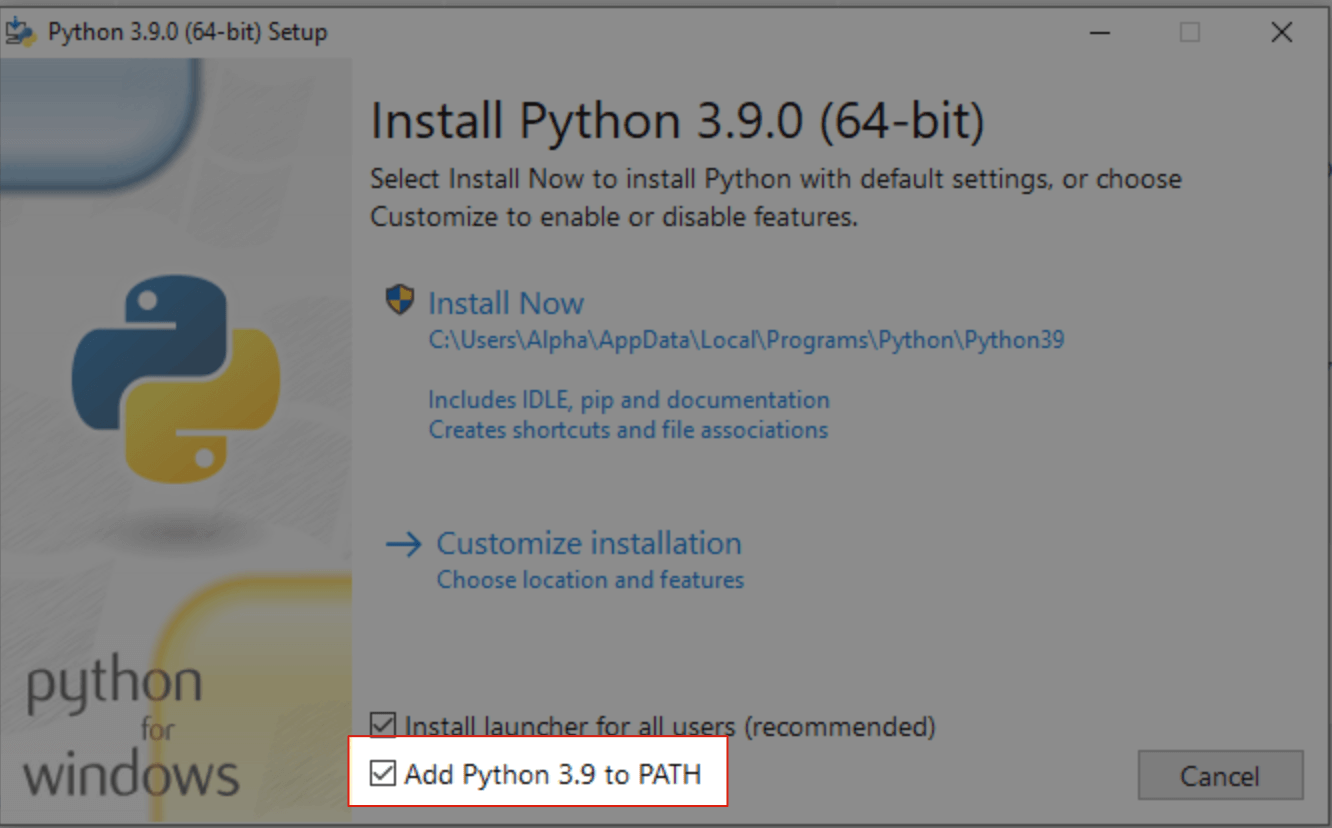 Python 3.9.0 (64-bit) Setup
Install Python 3.9.0 (64-bit)
Select Install Now to install Python with default settings, or choose
Customize to enable or disable features.
Install Now
C:\Users\Alpha\AppData\Local\Programs\Python\Python39
Includes IDLE, pip and documentation
Creates shortcuts and file associations
Customize installation
Choose location and features
python
for
windows
Install launcher for all users (recommended)
Add Python 3.9 to PATH
Cancel